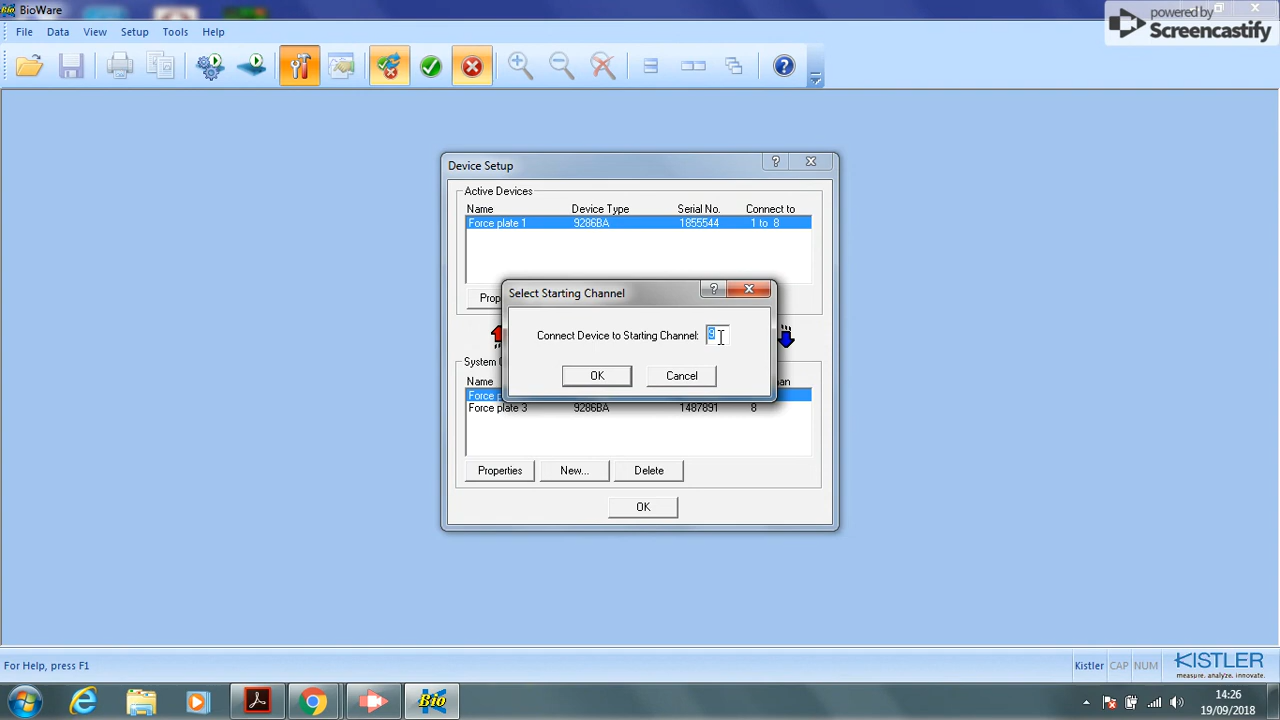 BioWare
powered by
Screencastify
File Data View Setup Tools Help
Device Setup
Active Devices
Name Device Type Serial No. Connect to
Force plate 1 9286BA 1855544 1 to 8
Select Starting Channel
Connect Device to Starting Channel: 9
OK Cancel
Name
Force plate 3 9286BA 1487891 8
Properties New... Delete
OK
For Help, press F1
Kistler CAP NUM
KISTLER
measure. analyze. innovate.
Bio
14:26
19/09/2018